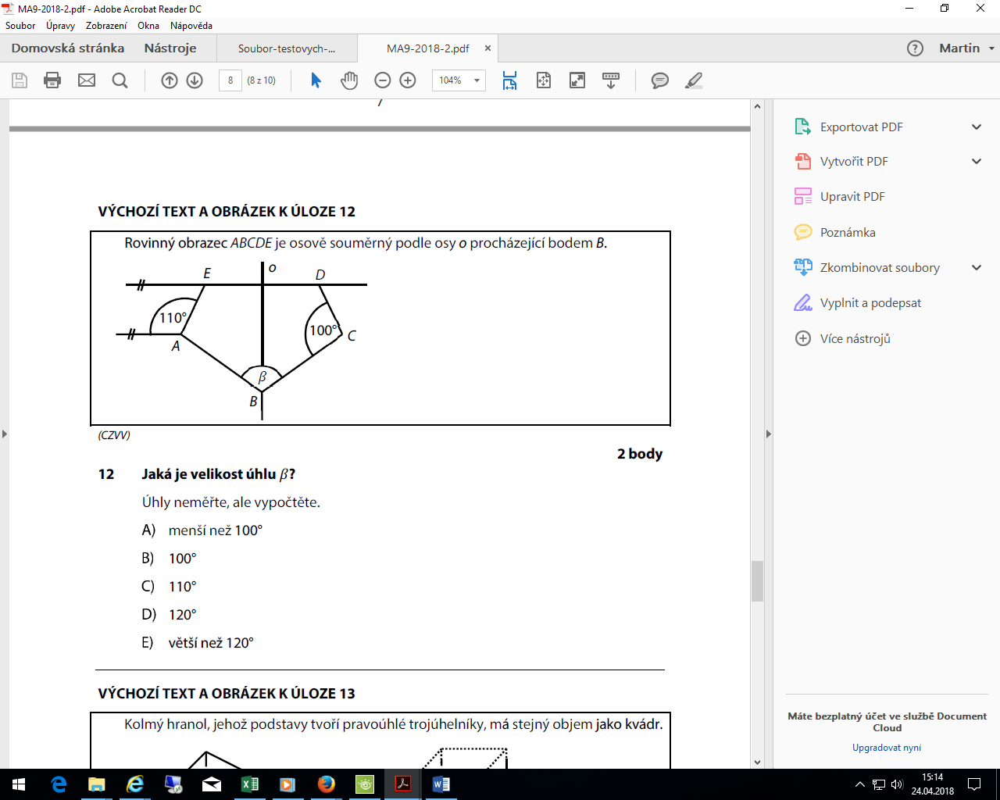 MA9-2018-2.pdf - Adobe Acrobat Reader DC
Soubor Úpravy Zobrazení Okna Nápověda
Domovská stránka Nástroje Soubor-testovych-... MA9-2018-2.pdf × ? Martin
8 (8 z 10) 104%
7
VÝCHOZÍ TEXT A OBRÁZEK K ÚLOZE 12
Rovinný obrazec ABCDE je osově souměrný podle osy o procházející bodem B.
E o D
110° 100°
A C
β
B
(CZVV)
2 body
12 Jaká je velikost úhlu β?
Úhly neměřte, ale vypočtěte.
A) menší než 100°
B) 100°
C) 110°
D) 120°
E) větší než 120°
VÝCHOZÍ TEXT A OBRÁZEK K ÚLOZE 13
Kolmý hranol, jehož podstavy tvoří pravoúhlé trojúhelníky, má stejný objem jako kvádr.
Exportovat PDF
Vytvořit PDF
Upravit PDF
Poznámka
Zkombinovat soubory
Vyplnit a podepsat
Více nástrojů
Máte bezplatný účet ve službě Document
Cloud
Upgradovat nyní
15:14
24.04.2018